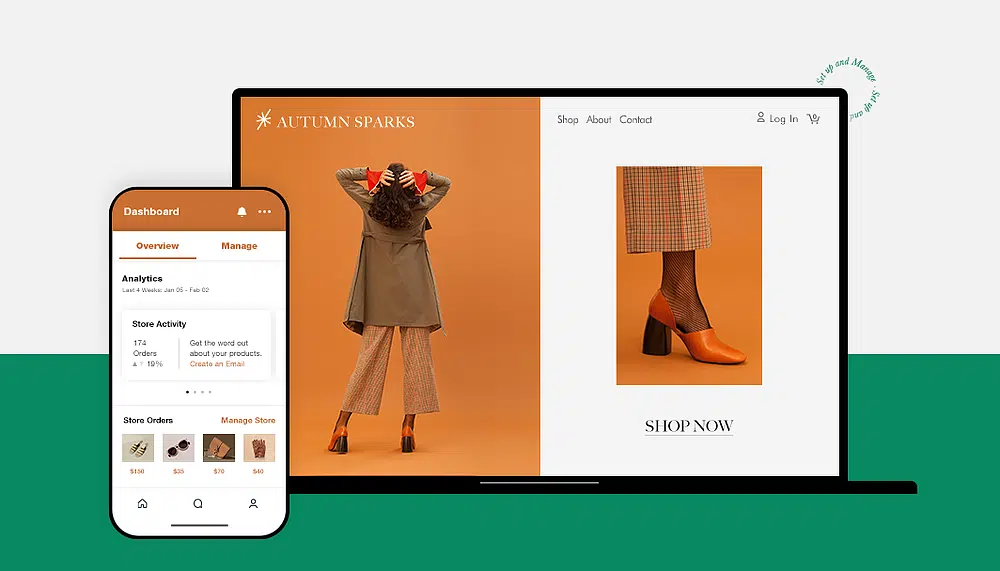 Set up and Manage · Set up and
AUTUMN SPARKS
Shop About Contact
Log In
0
SHOP NOW
Dashboard
Overview Manage
Analytics
Last 4 Weeks: Jan 05 - Feb 02
Store Activity
174
Orders
19%
Get the word out
about your products.
Create an Email
Store Orders Manage Store
$150 $35 $70 $40